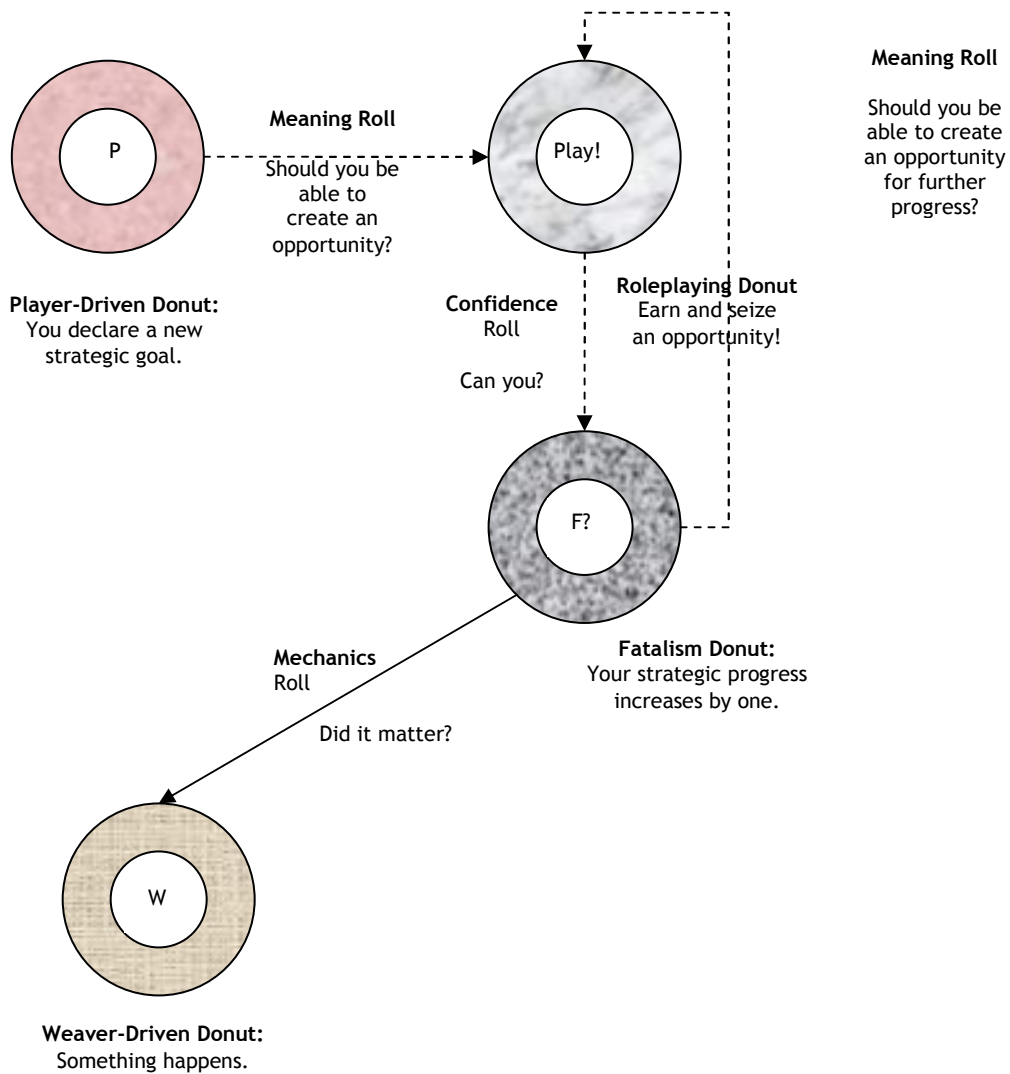 P
Meaning Roll
Should you be
able to
create an
opportunity?
Play!
Meaning Roll
Should you be
able to create
an opportunity
for further
progress?
Player-Driven Donut:
You declare a new
strategic goal.
Confidence
Roll
Can you?
Roleplaying Donut
Earn and seize
an opportunity!
F?
Fatalism Donut:
Your strategic progress
increases by one.
Mechanics
Roll
Did it matter?
W
Weaver-Driven Donut:
Something happens.